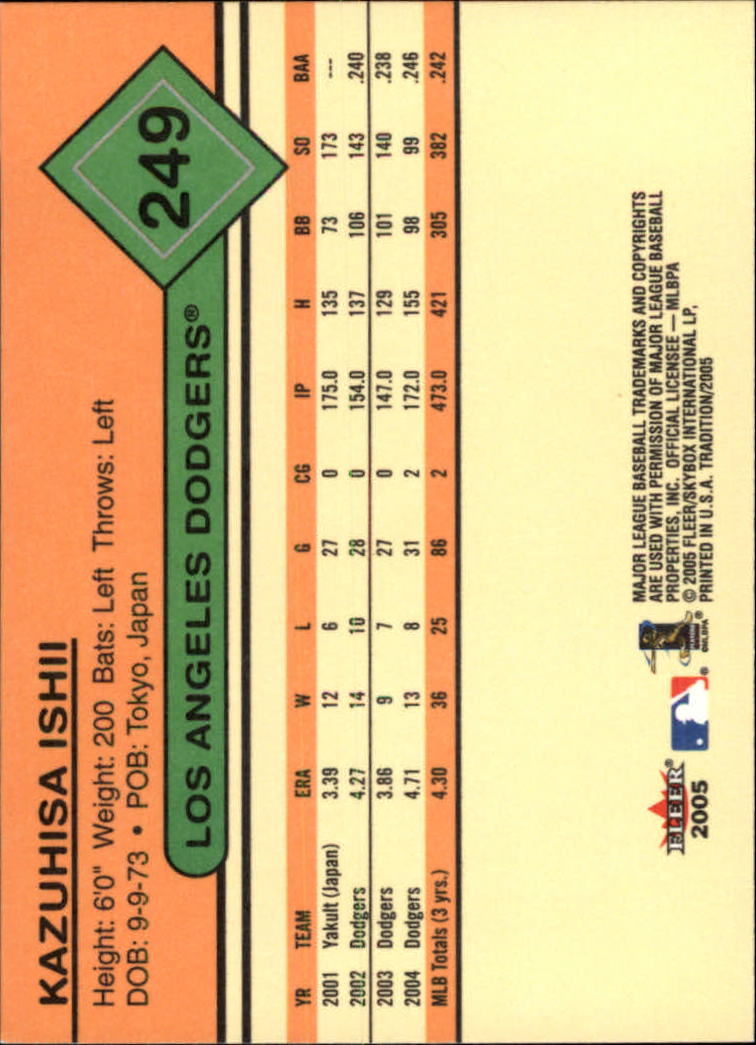 KAZUHISA ISHII
249
Height: 6'0" Weight: 200 Bats: Left Throws: Left
DOB: 9-9-73 • POB: Tokyo, Japan
LOS ANGELES DODGERS®
YR TEAM ERA W L G CG IP H BB SO BAA
2001 Yakult (Japan) 3.39 12 6 27 0 175.0 135 73 173 ---
2002 Dodgers 4.27 14 10 28 0 154.0 137 106 143 .240
2003 Dodgers 3.86 9 7 27 0 147.0 129 101 140 .238
2004 Dodgers 4.71 13 8 31 2 172.0 155 98 99 .246
MLB Totals (3 yrs.) 4.30 36 25 86 2 473.0 421 305 382 .242
FLEER®
2005
MAJOR LEAGUE BASEBALL TRADEMARKS AND COPYRIGHTS
ARE USED WITH PERMISSION OF MAJOR LEAGUE BASEBALL
PROPERTIES, INC. OFFICIAL LICENSEE — MLBPA
© 2005 FLEER/SKYBOX INTERNATIONAL LP,
PRINTED IN U.S.A. TRADITION/2005
©MLBPA